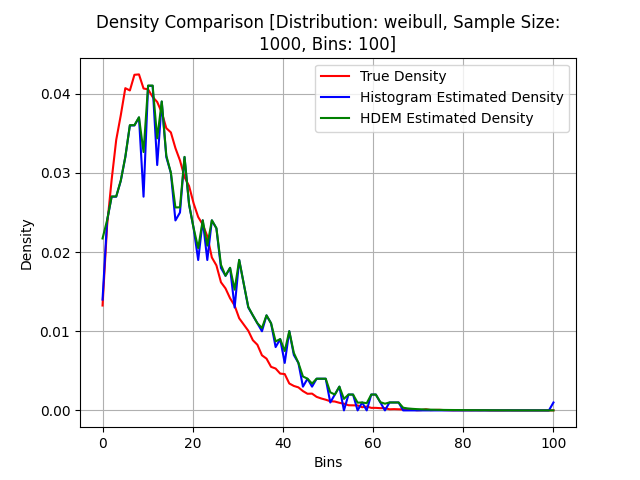 Density Comparison [Distribution: weibull, Sample Size:
1000, Bins: 100]
True Density
Histogram Estimated Density
HDEM Estimated Density
Density
0.04
0.03
0.02
0.01
0.00
0 20 40 60 80 100
Bins